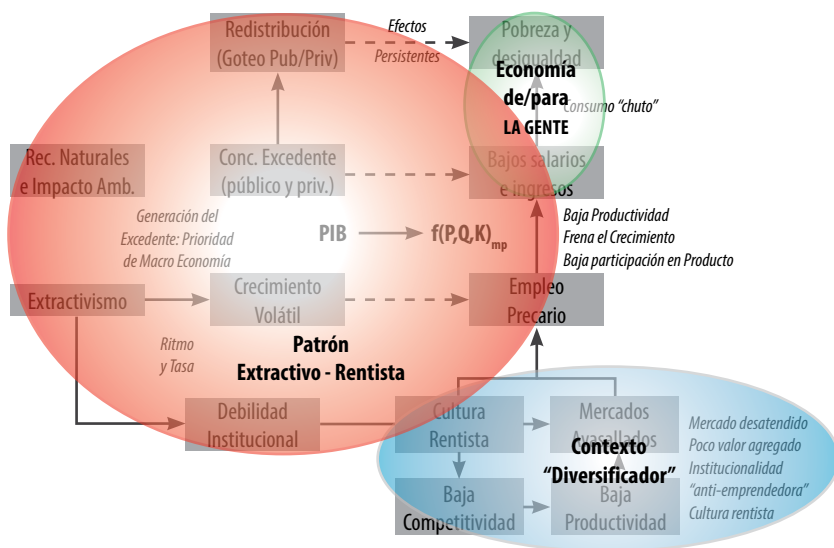 Redistribución
(Goteo Pub/Priv)
Efectos
Persistentes
Pobreza y
desigualdad
Economía
de/para
LA GENTE
Consumo “chuto”
Rec. Naturales
e Impacto Amb.
Conc. Excedente
(público y priv.)
Bajos salarios
e ingresos
Generación del
Excedente: Prioridad
de Macro Economía
PIB
f(P,Q,K)mp
Baja Productividad
Frena el Crecimiento
Baja participación en Producto
Extractivismo
Crecimiento
Volátil
Empleo
Precario
Ritmo
y Tasa
Patrón
Extractivo - Rentista
Debilidad
Institucional
Cultura
Rentista
Mercados
Avasallados
Contexto
“Diversificador”
Baja
Competitividad
Baja
Productividad
Mercado desatendido
Poco valor agregado
Institucionalidad
“anti-emprendedora”
Cultura rentista